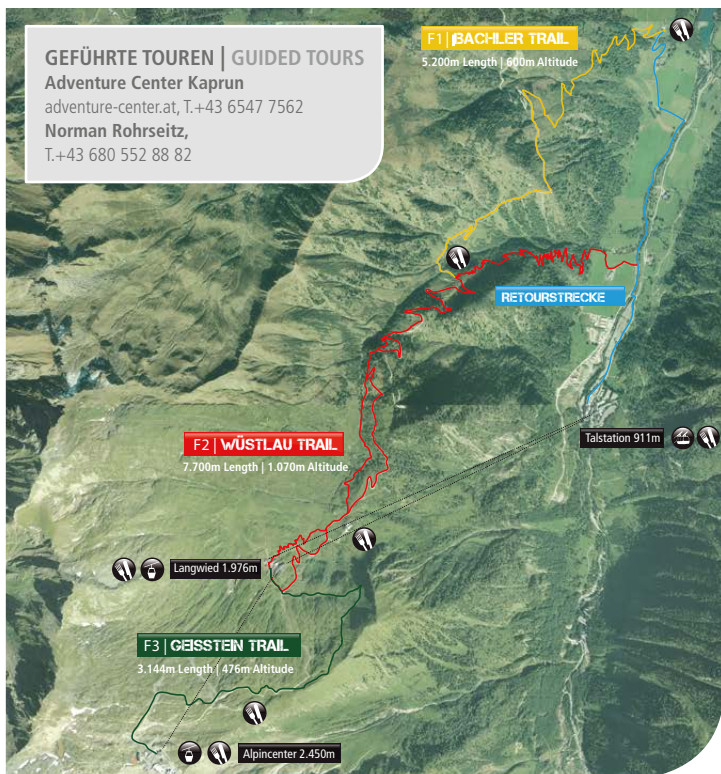 GEFÜHRTE TOUREN | GUIDED TOURS
Adventure Center Kaprun
adventure-center.at, T.+43 6547 7562
Norman Rohrseitz,
T.+43 680 552 88 82
F1 | BACHLER TRAIL
5.200m Length | 600m Altitude
RETOURSTRECKE
Talstation 911m
F2 | WÜSTLAU TRAIL
7.700m Length | 1.070m Altitude
Langwied 1.976m
F3 | GEISSTEIN TRAIL
3.144m Length | 476m Altitude
Alpincenter 2.450m